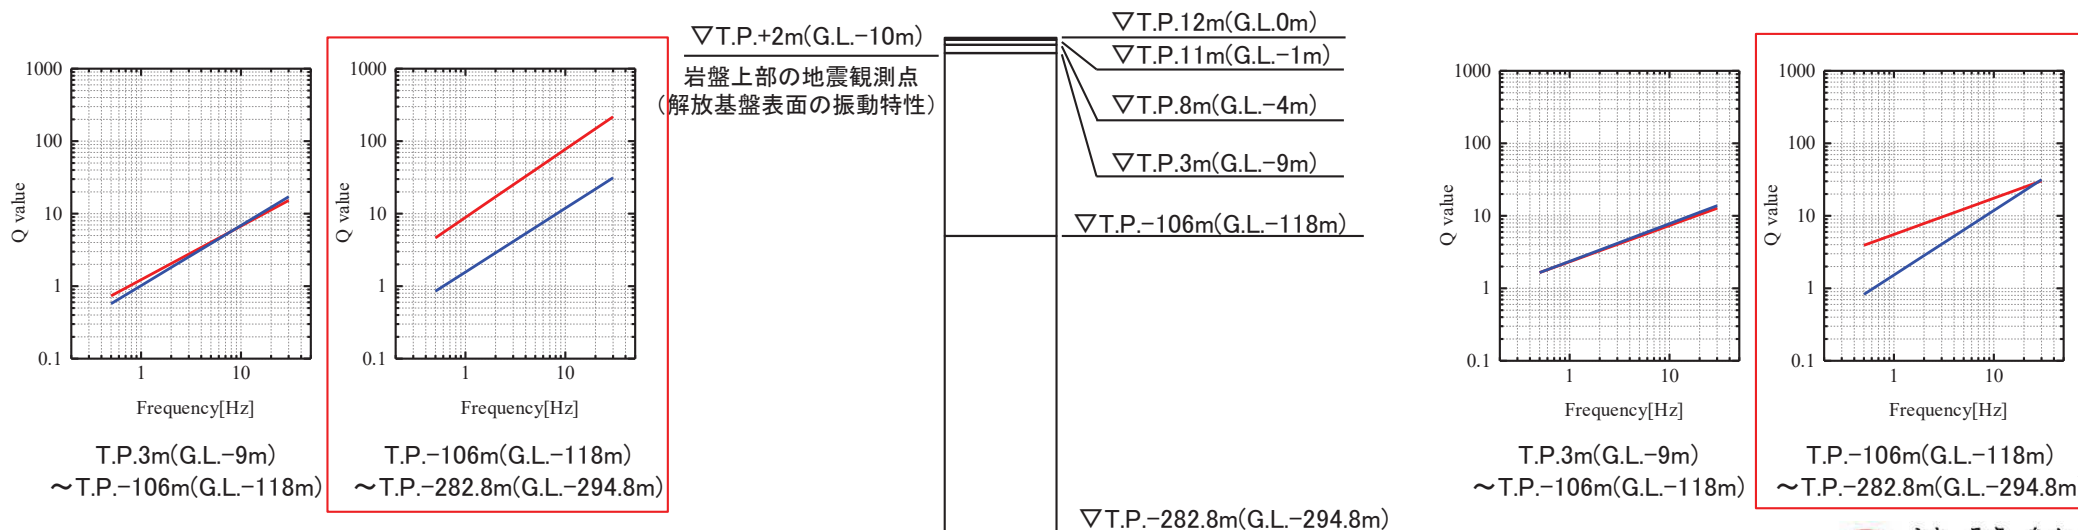 1000
100
10
1
0.1
Q value
1
10
Frequency[Hz]
T.P.3m(G.L.-9m)
～T.P.-106m(G.L.-118m)
1000
100
10
1
0.1
Q value
1
10
Frequency[Hz]
T.P.-106m(G.L.-118m)
～T.P.-282.8m(G.L.-294.8m)
▽T.P.+2m(G.L.-10m)
岩盤上部の地震観測点
(解放基盤表面の振動特性)
▽T.P.12m(G.L.0m)
▽T.P.11m(G.L.-1m)
▽T.P.8m(G.L.-4m)
▽T.P.3m(G.L.-9m)
▽T.P.-106m(G.L.-118m)
▽T.P.-282.8m(G.L.-294.8m)
1000
100
10
1
0.1
Q value
1
10
Frequency[Hz]
T.P.3m(G.L.-9m)
～T.P.-106m(G.L.-118m)
1000
100
10
1
0.1
Q value
1
10
Frequency[Hz]
T.P.-106m(G.L.-118m)
～T.P.-282.8m(G.L.-294.8m